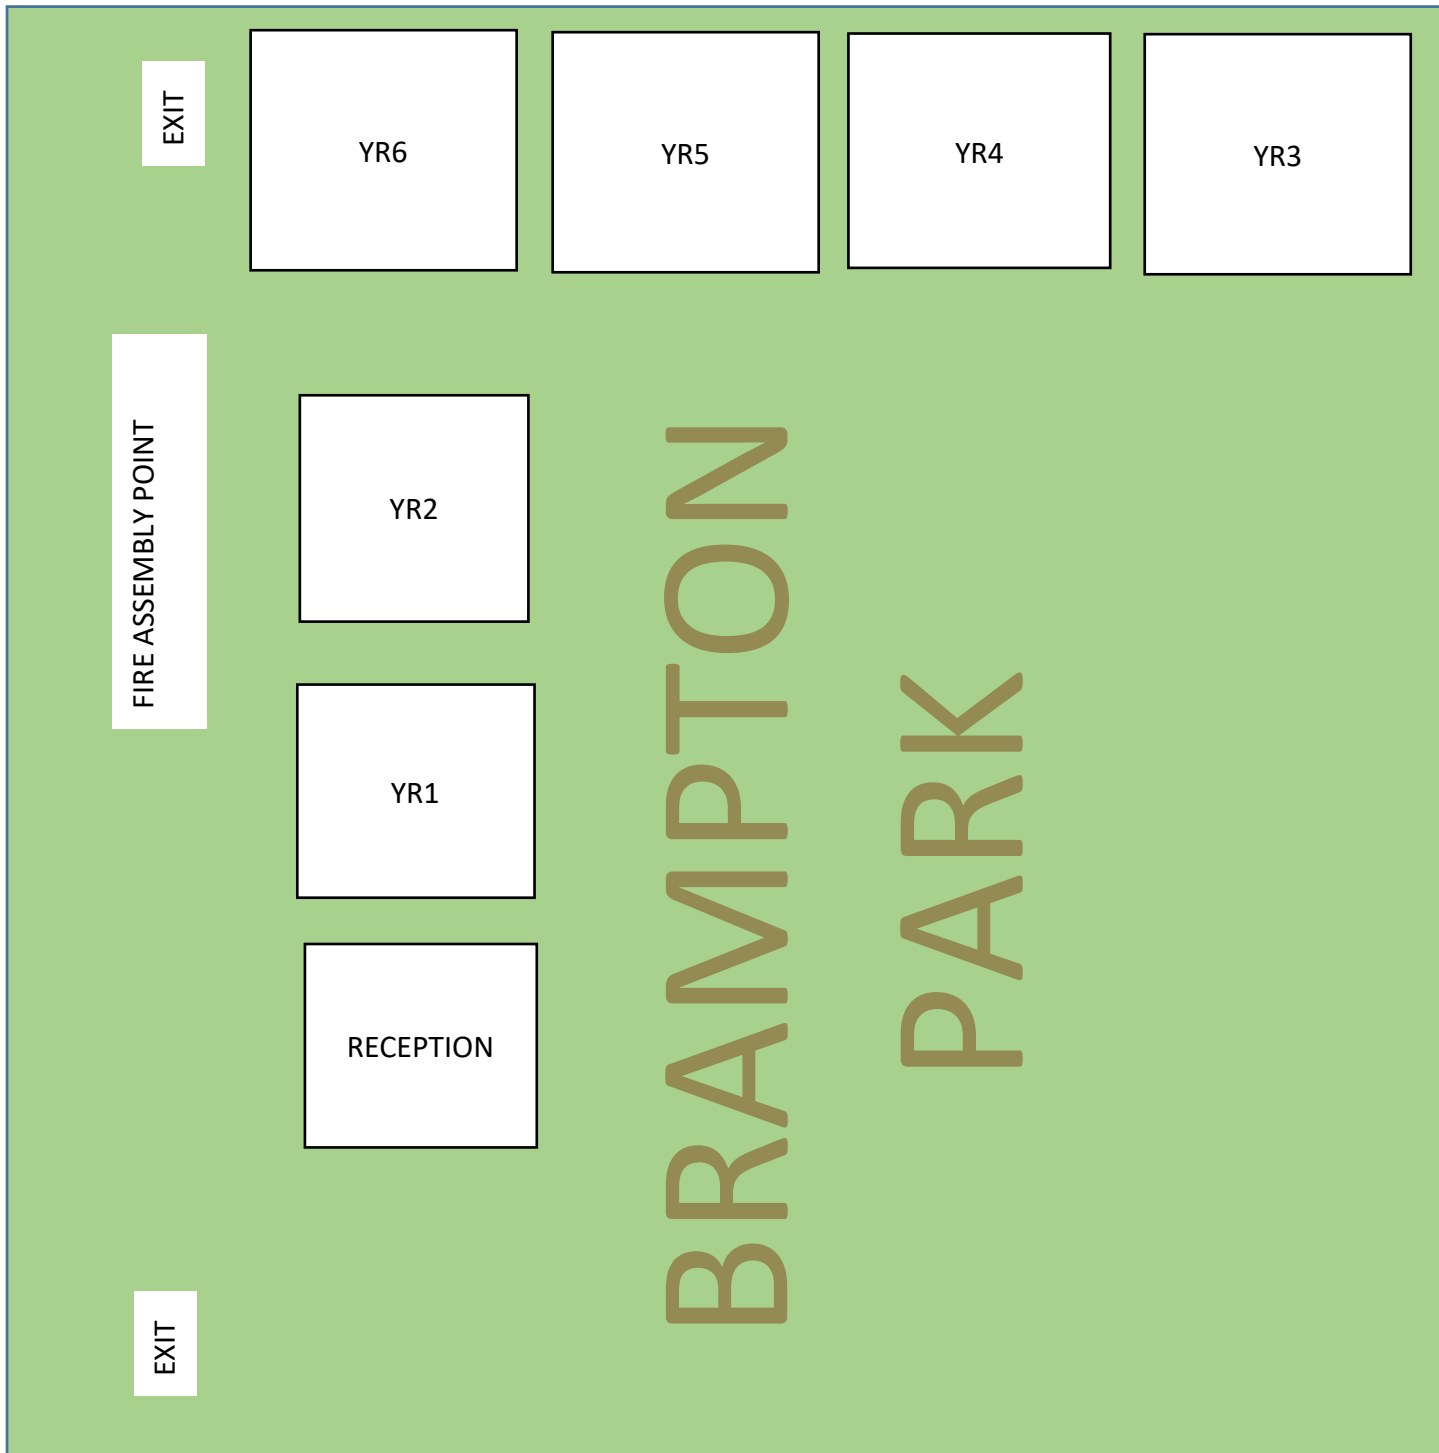 EXIT
YR6
YR5
YR4
YR3
FIRE ASSEMBLY POINT
YR2
YR1
RECEPTION
BRAMPTON
PARK
EXIT